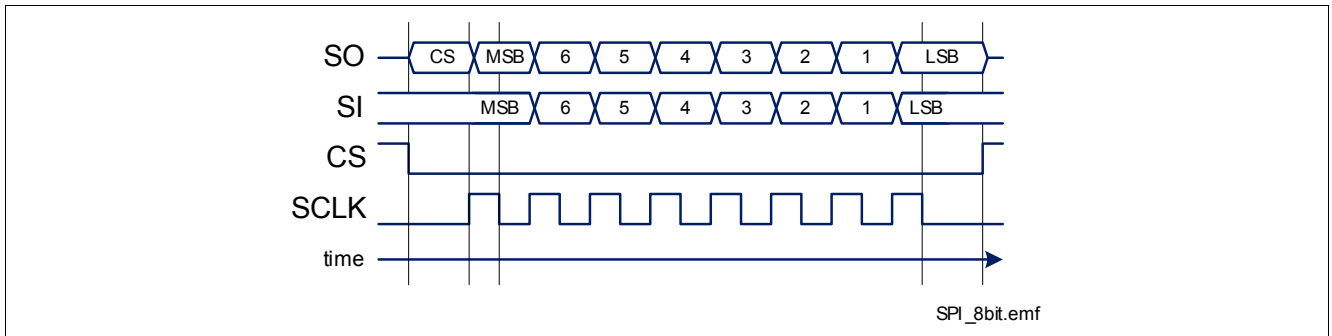 SO CS MSB 6 5 4 3 2 1 LSB
SI MSB 6 5 4 3 2 1 LSB
CS
SCLK
time
SPI_8bit.emf